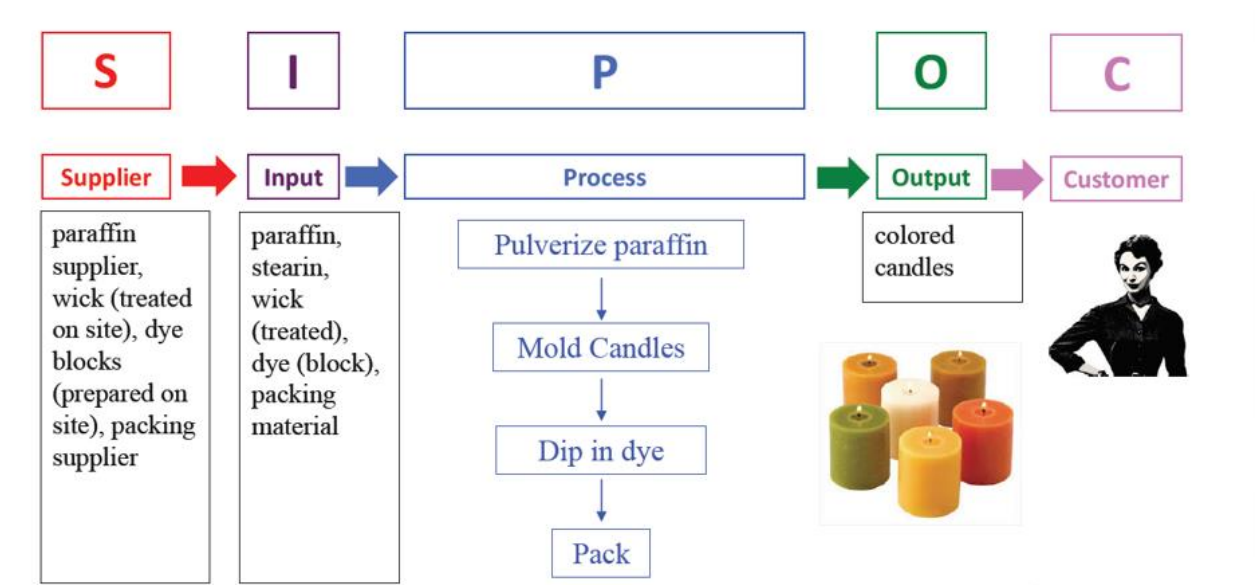 S
I
P
O
C
Supplier
Input
Process
Output
Customer
paraffin
supplier,
wick (treated
on site), dye
blocks
(prepared on
site), packing
supplier
paraffin,
stearin,
wick
(treated),
dye (block),
packing
material
Pulverize paraffin
Mold Candles
Dip in dye
Pack
colored
candles